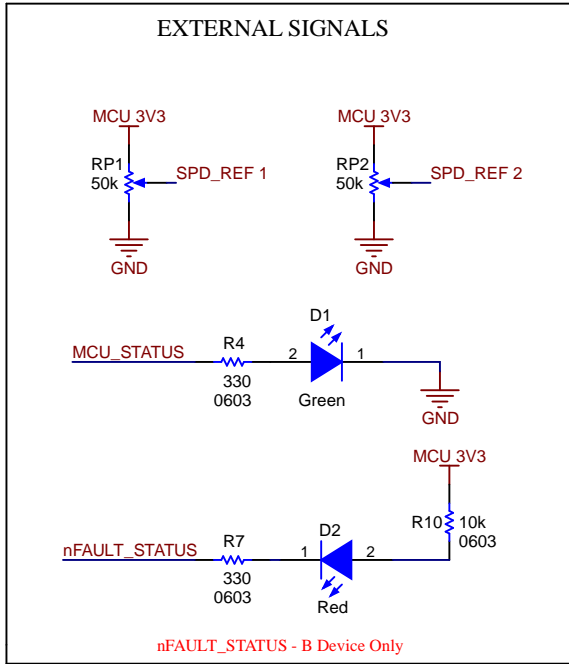 EXTERNAL SIGNALS
MCU 3V3
RP1
50k
SPD_REF 1
GND
MCU 3V3
RP2
50k
SPD_REF 2
GND
MCU_STATUS
R4
330
0603
2
D1
1
Green
GND
MCU 3V3
R10
10k
0603
nFAULT_STATUS
R7
330
0603
1
D2
2
Red
nFAULT_STATUS - B Device Only